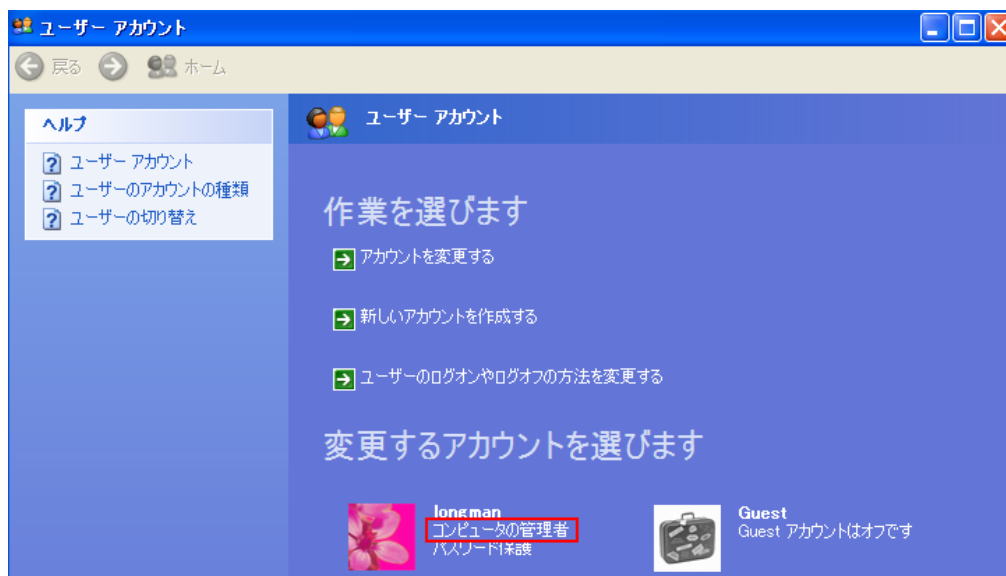 ユーザー アカウント
戻る ホーム
ヘルプ
ユーザー アカウント
ユーザーのアカウントの種類
ユーザーの切り替え
ユーザー アカウント
作業を選びます
アカウントを変更する
新しいアカウントを作成する
ユーザーのログオンやログオフの方法を変更する
変更するアカウントを選びます
longman
コンピュータの管理者
パスワード保護
Guest
Guest アカウントはオフです